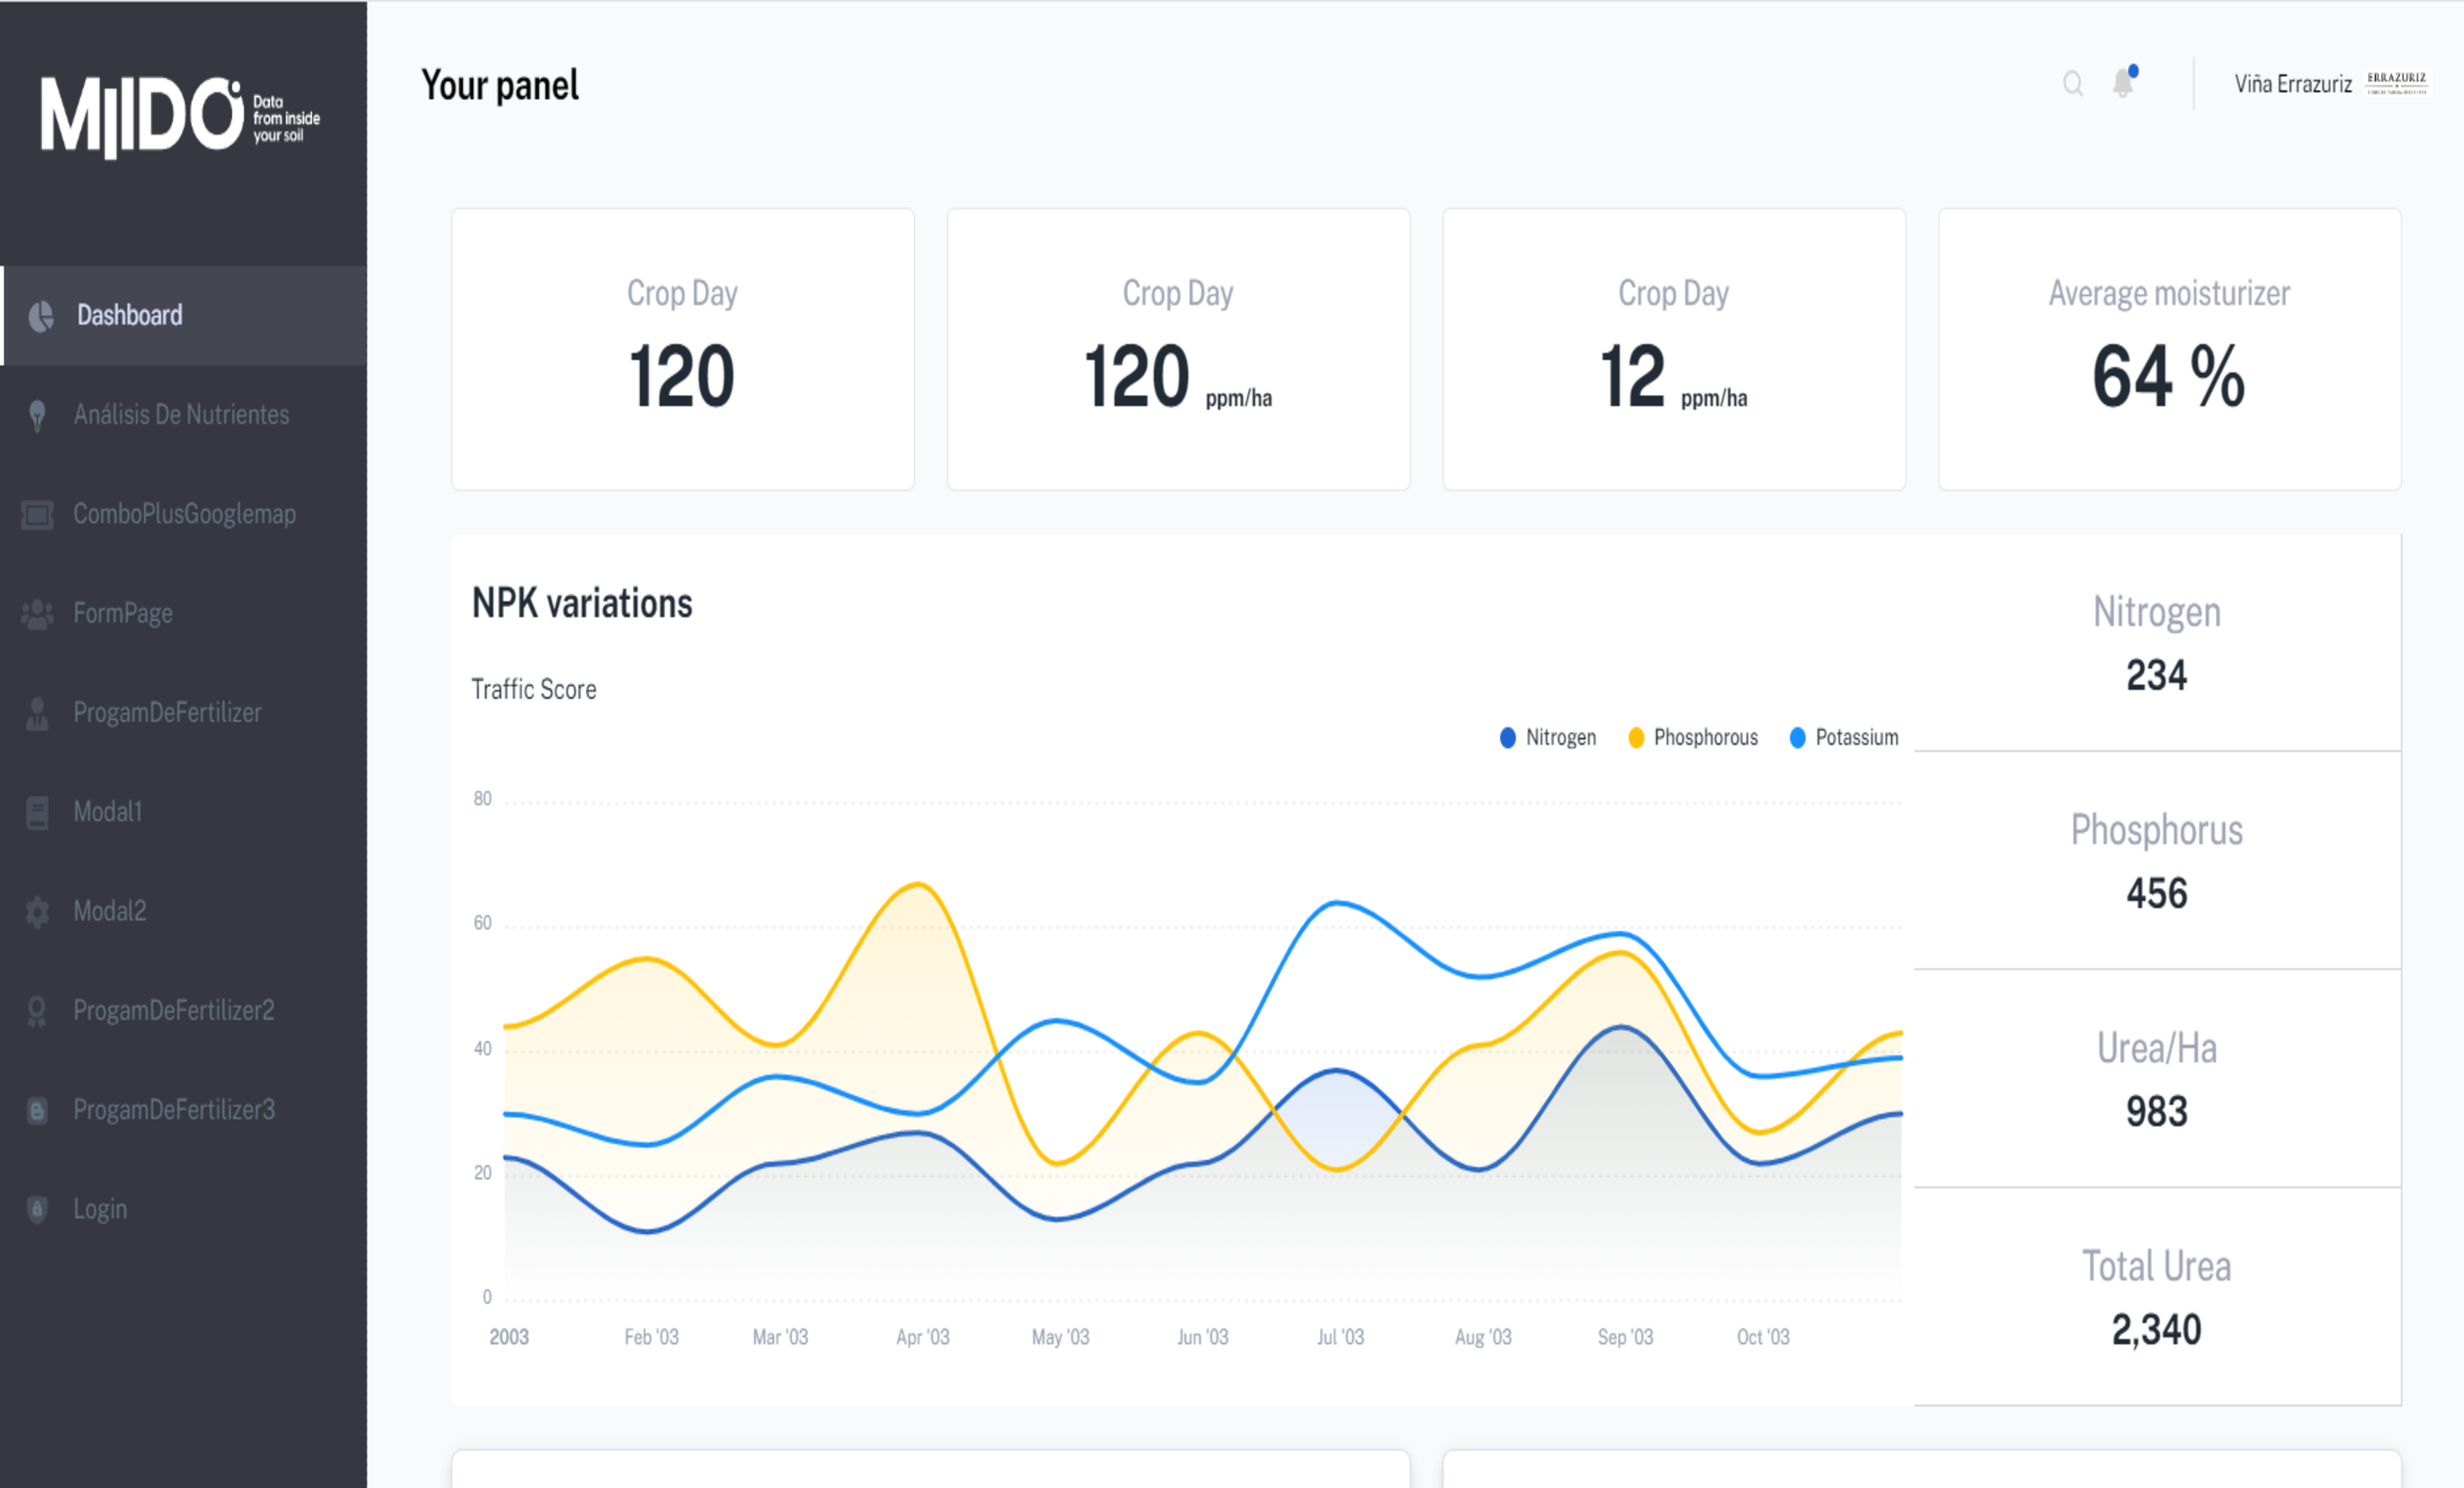 MIIDO
Data
from inside
your soil
Dashboard
Análisis De Nutrientes
ComboPlusGooglemap
FormPage
ProgamDeFertilizer
Modal1
Modal2
ProgamDeFertilizer2
ProgamDeFertilizer3
Login
Your panel
Viña Errazuriz
ERRAZURIZ
Crop Day
120
Crop Day
120 ppm/ha
Crop Day
12 ppm/ha
Average moisturizer
64 %
NPK variations
Traffic Score
Nitrogen Phosphorous Potassium
80
60
40
20
0
2003 Feb '03 Mar '03 Apr '03 May '03 Jun '03 Jul '03 Aug '03 Sep '03 Oct '03
Nitrogen
234
Phosphorus
456
Urea/Ha
983
Total Urea
2,340